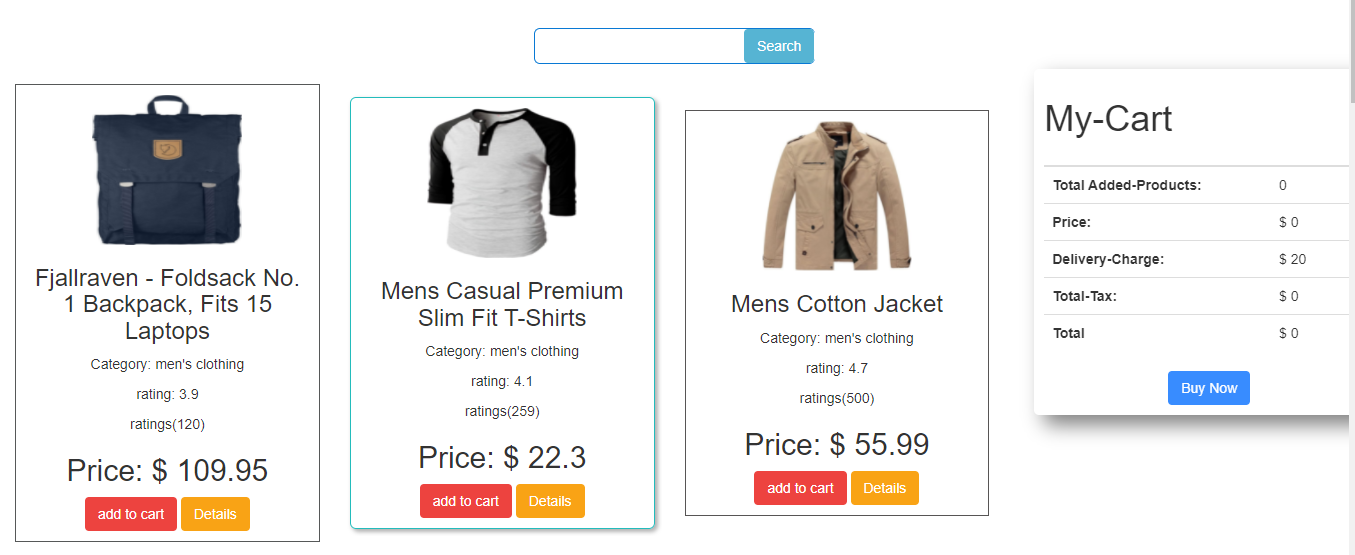 Search
Fjallraven - Foldsack No.
1 Backpack, Fits 15
Laptops
Category: men's clothing
rating: 3.9
ratings(120)
Price: $ 109.95
add to cart Details
Mens Casual Premium
Slim Fit T-Shirts
Category: men's clothing
rating: 4.1
ratings(259)
Price: $ 22.3
add to cart Details
Mens Cotton Jacket
Category: men's clothing
rating: 4.7
ratings(500)
Price: $ 55.99
add to cart Details
My-Cart
Total Added-Products: 0
Price: $ 0
Delivery-Charge: $ 20
Total-Tax: $ 0
Total $ 0
Buy Now